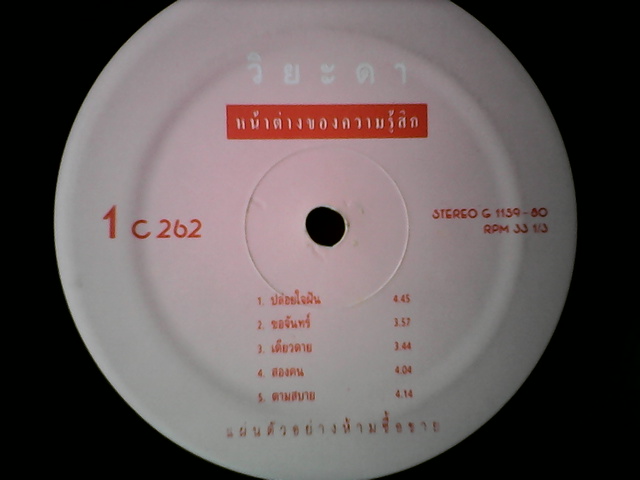 วิยะดา
หน้าต่างของความรู้สึก
1 C 262
STEREO G 1159-80
RPM 33 1/3
1. ปล่อยใจฝัน 4.45
2. ขอจันทร์ 3.57
3. เดียวดาย 3.44
4. สองคน 4.04
5. ตามสบาย 4.14
แผ่นตัวอย่างห้ามซื้อขาย